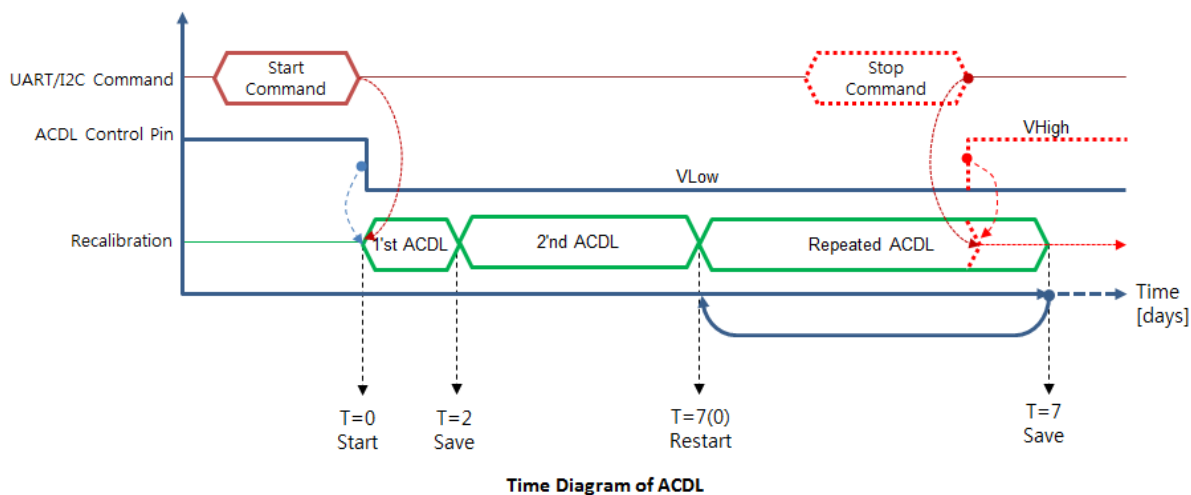 Start
Command
Stop
Command
UART/I2C Command
ACDL Control Pin
VHigh
VLow
Recalibration
1'st ACDL
2'nd ACDL
Repeated ACDL
Time
[days]
T=0
Start
T=2
Save
T=7(0)
Restart
T=7
Save
Time Diagram of ACDL